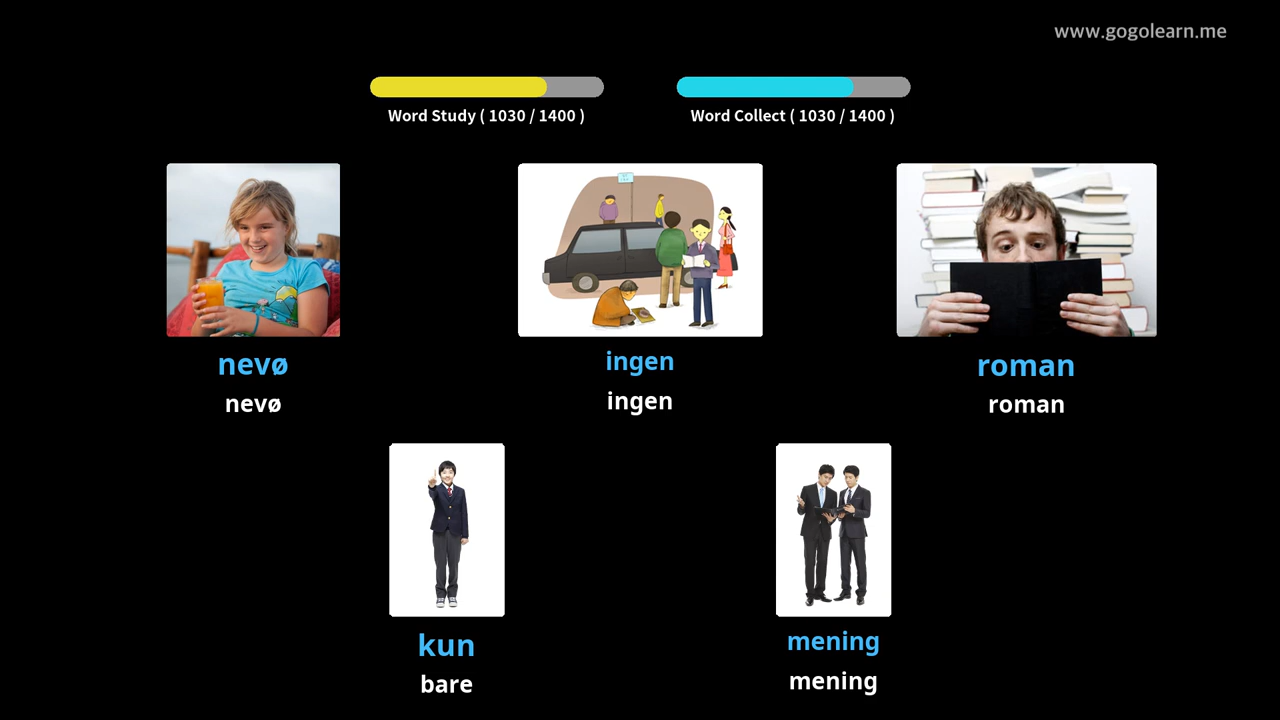 www.gogolearn.me
Word Study ( 1030 / 1400 )
Word Collect ( 1030 / 1400 )
nevø
nevø
ingen
ingen
roman
roman
kun
bare
mening
mening